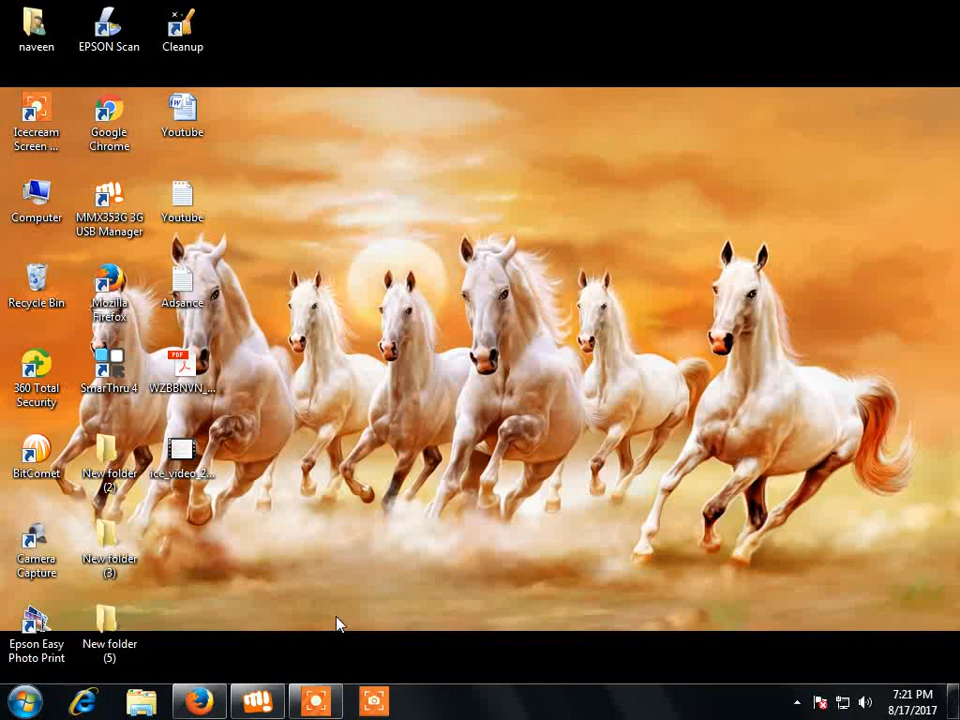 naveen
EPSON Scan
Cleanup
Icecream
Screen ...
Google
Chrome
Youtube
Computer
MMX353G 3G
USB Manager
Youtube
Recycle Bin
Mozilla
Firefox
Adsance
360 Total
Security
SmarThru 4
PDF
WZBBNVN_...
BitComet
New folder
(2)
ice_video_2...
Camera
Capture
New folder
(3)
Epson Easy
Photo Print
New folder
(5)
7:21 PM
8/17/2017